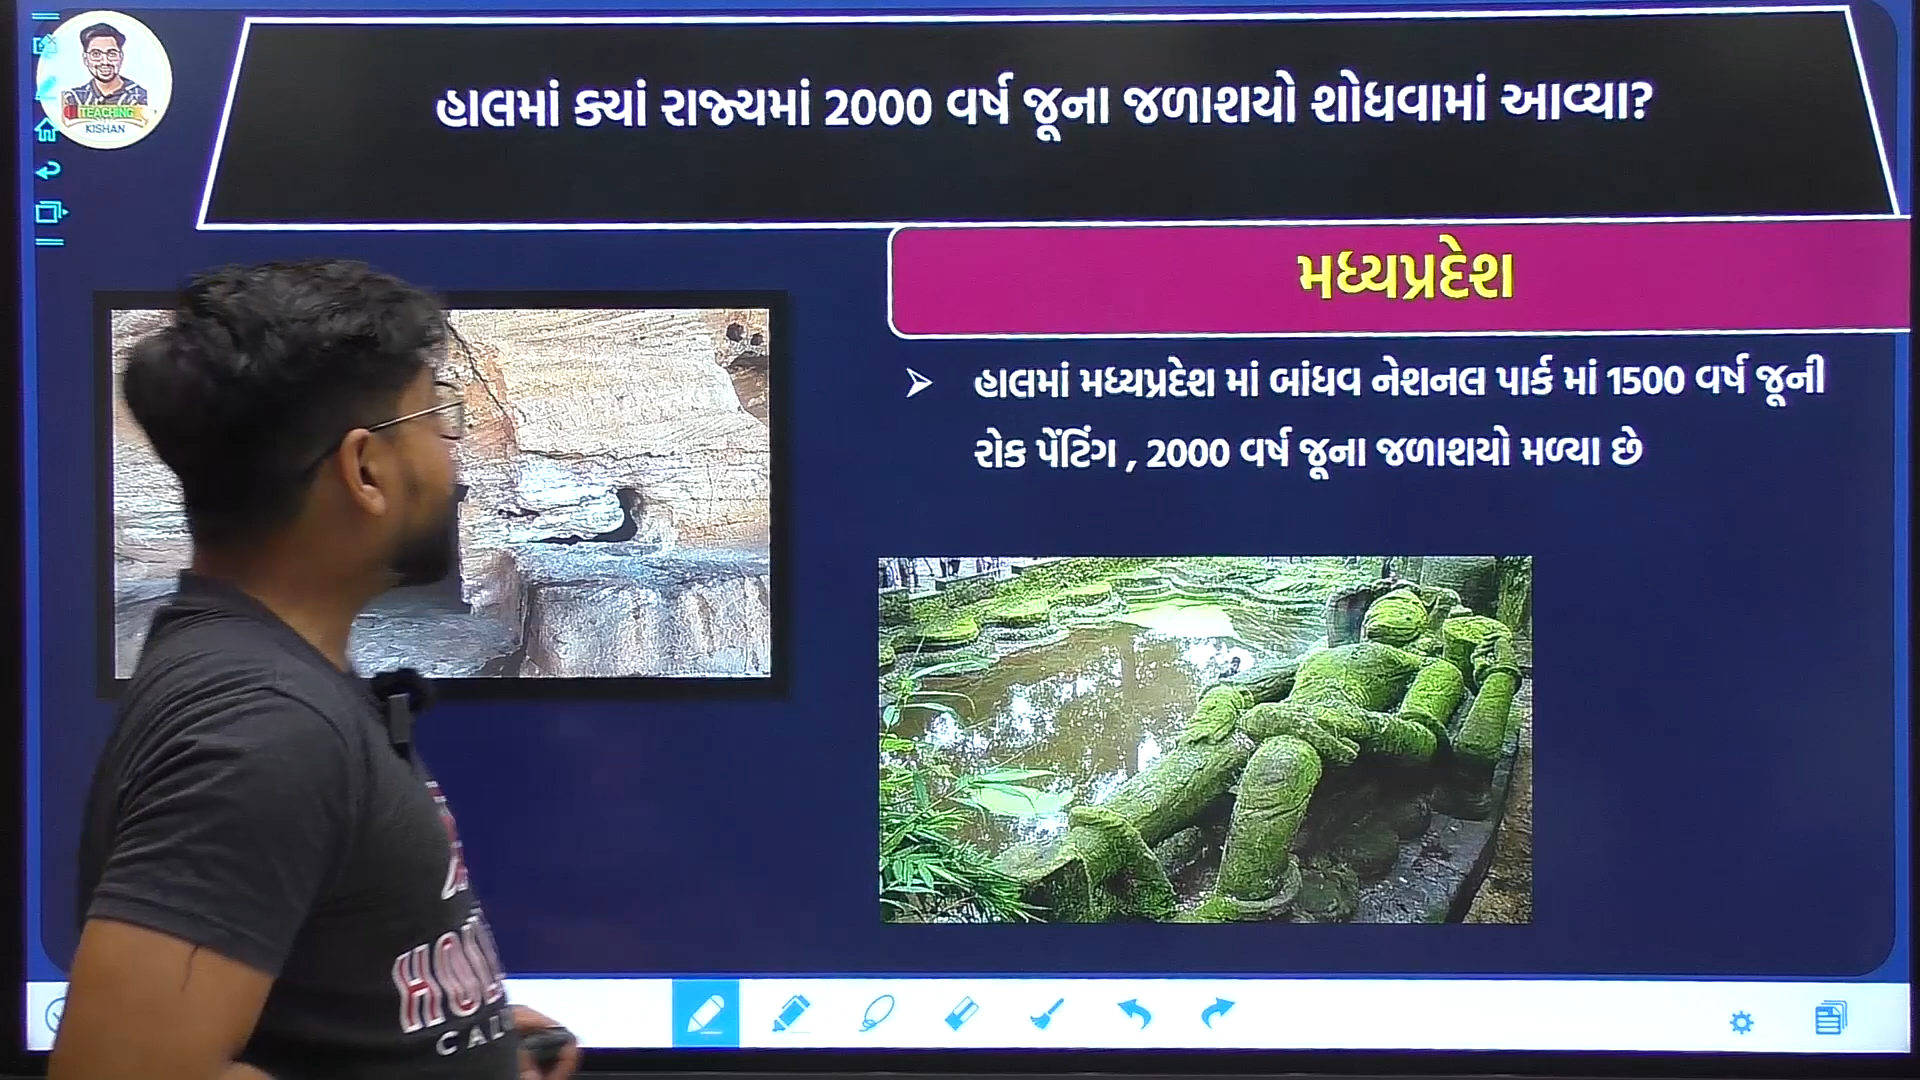 હાલમાં ક્યાં રાજ્યમાં 2000 વર્ષ જૂના જળાશયો શોધવામાં આવ્યા?
TEACHING
KISHAN
મધ્યપ્રદેશ
➢ હાલમાં મધ્યપ્રદેશ માં બાંધવ નેશનલ પાર્ક માં 1500 વર્ષ જૂની
રોક પેંટિંગ , 2000 વર્ષ જૂના જળાશયો મળ્યા છે